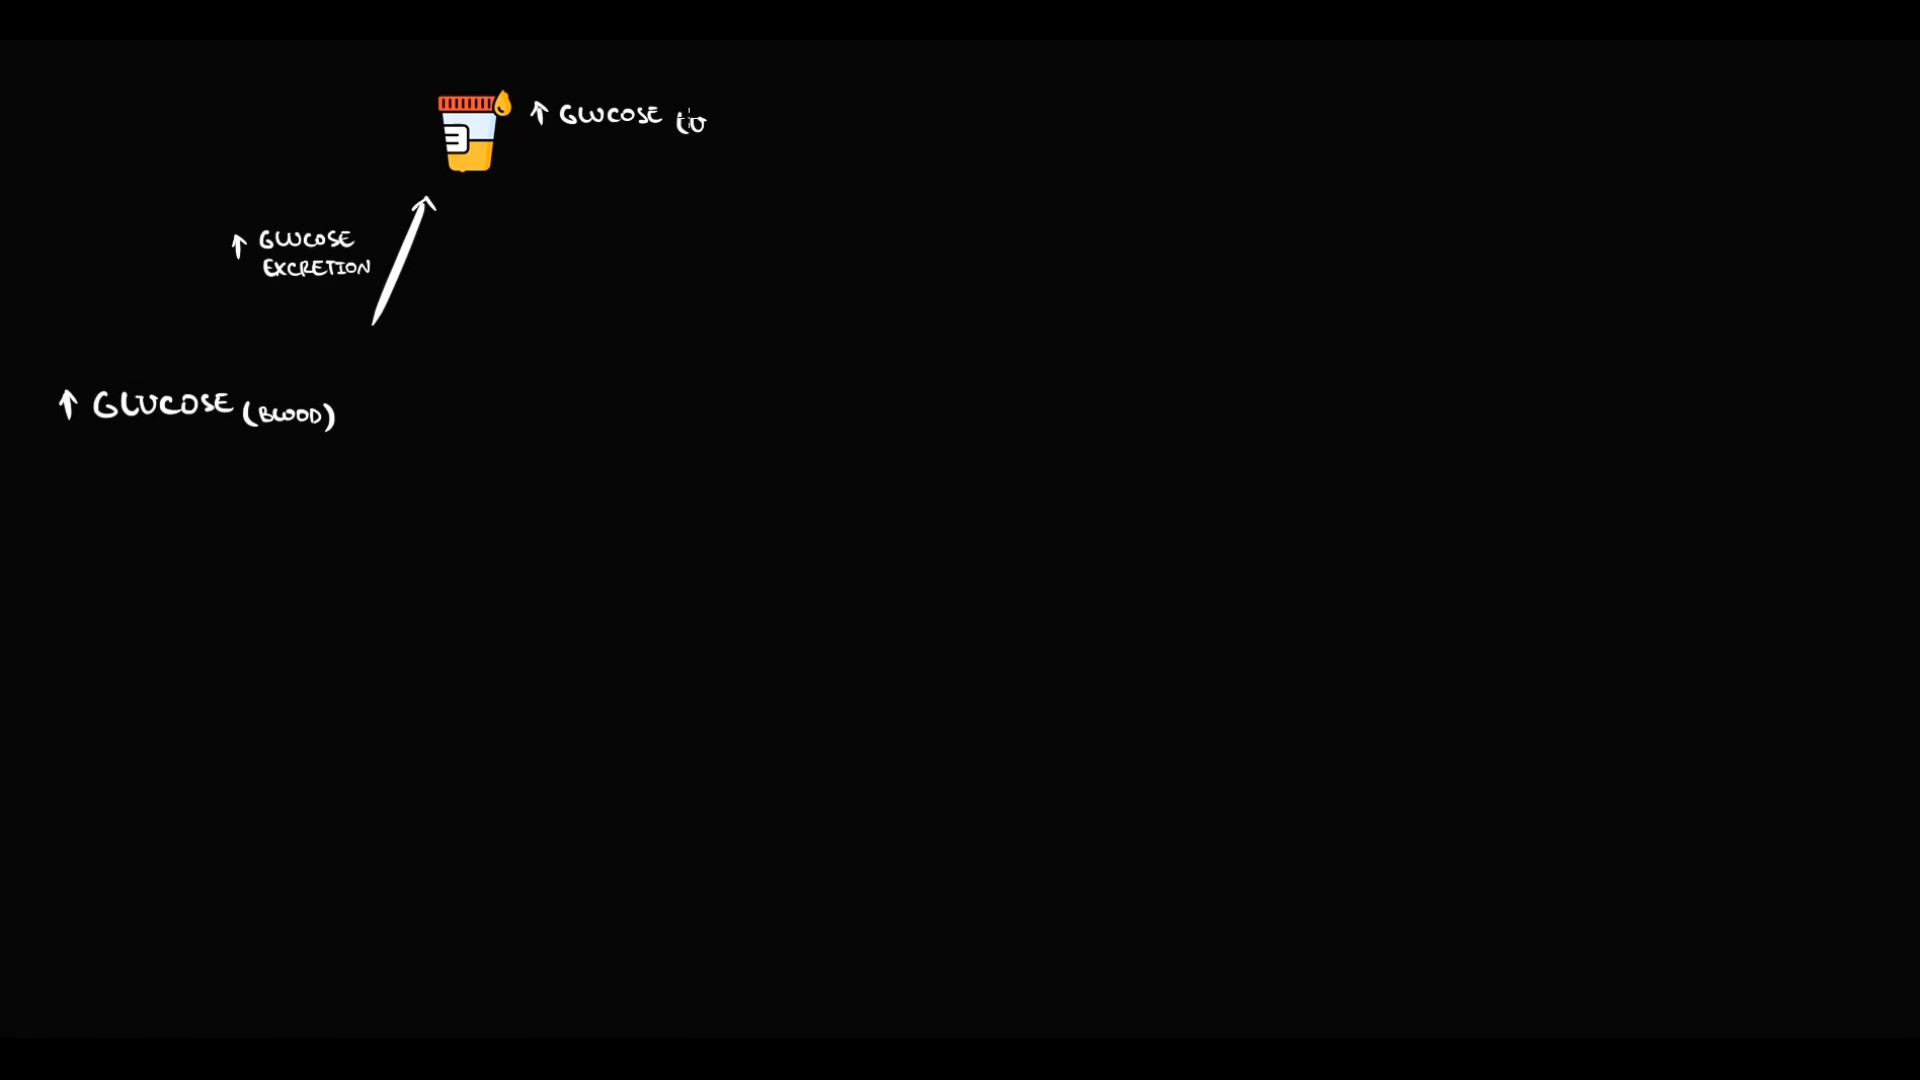 ↑ GLUCOSE (U
↑ GLUCOSE
EXCRETION
↑ GLUCOSE (BLOOD)